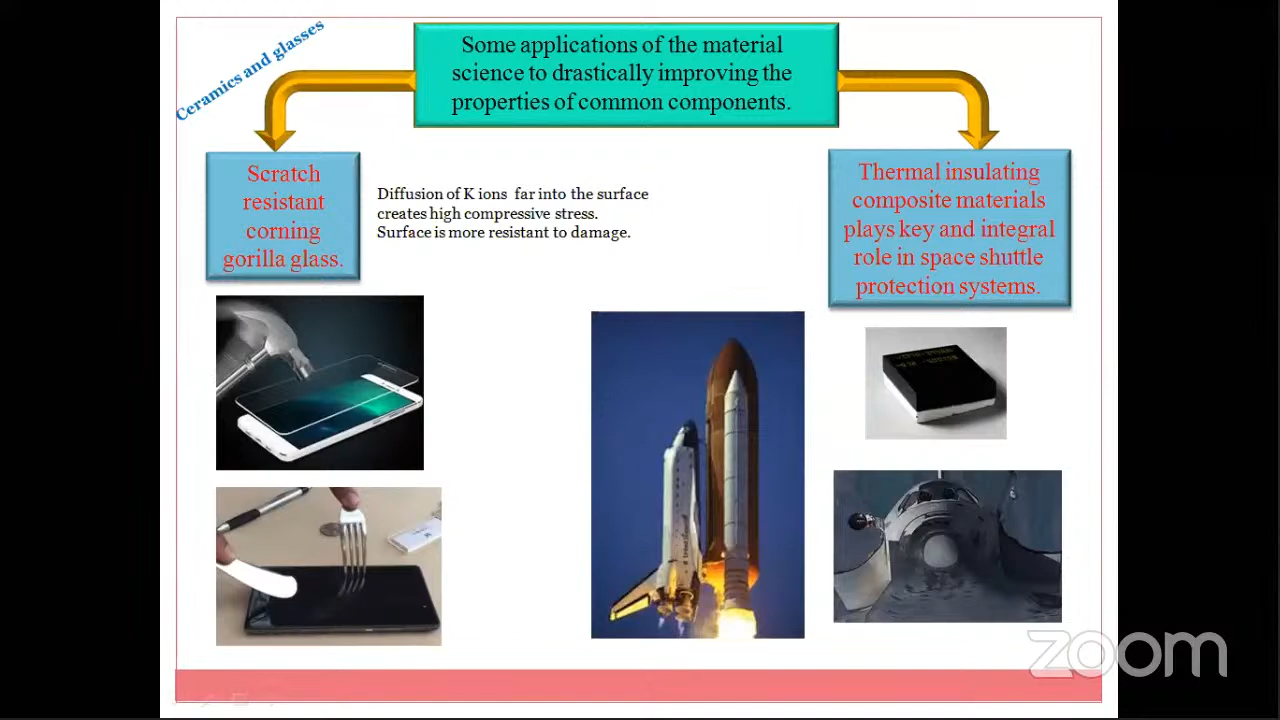 Ceramics and glasses
Some applications of the material
science to drastically improving the
properties of common components.
Scratch
resistant
corning
gorilla glass.
Diffusion of K ions far into the surface
creates high compressive stress.
Surface is more resistant to damage.
Thermal insulating
composite materials
plays key and integral
role in space shuttle
protection systems.
zoom